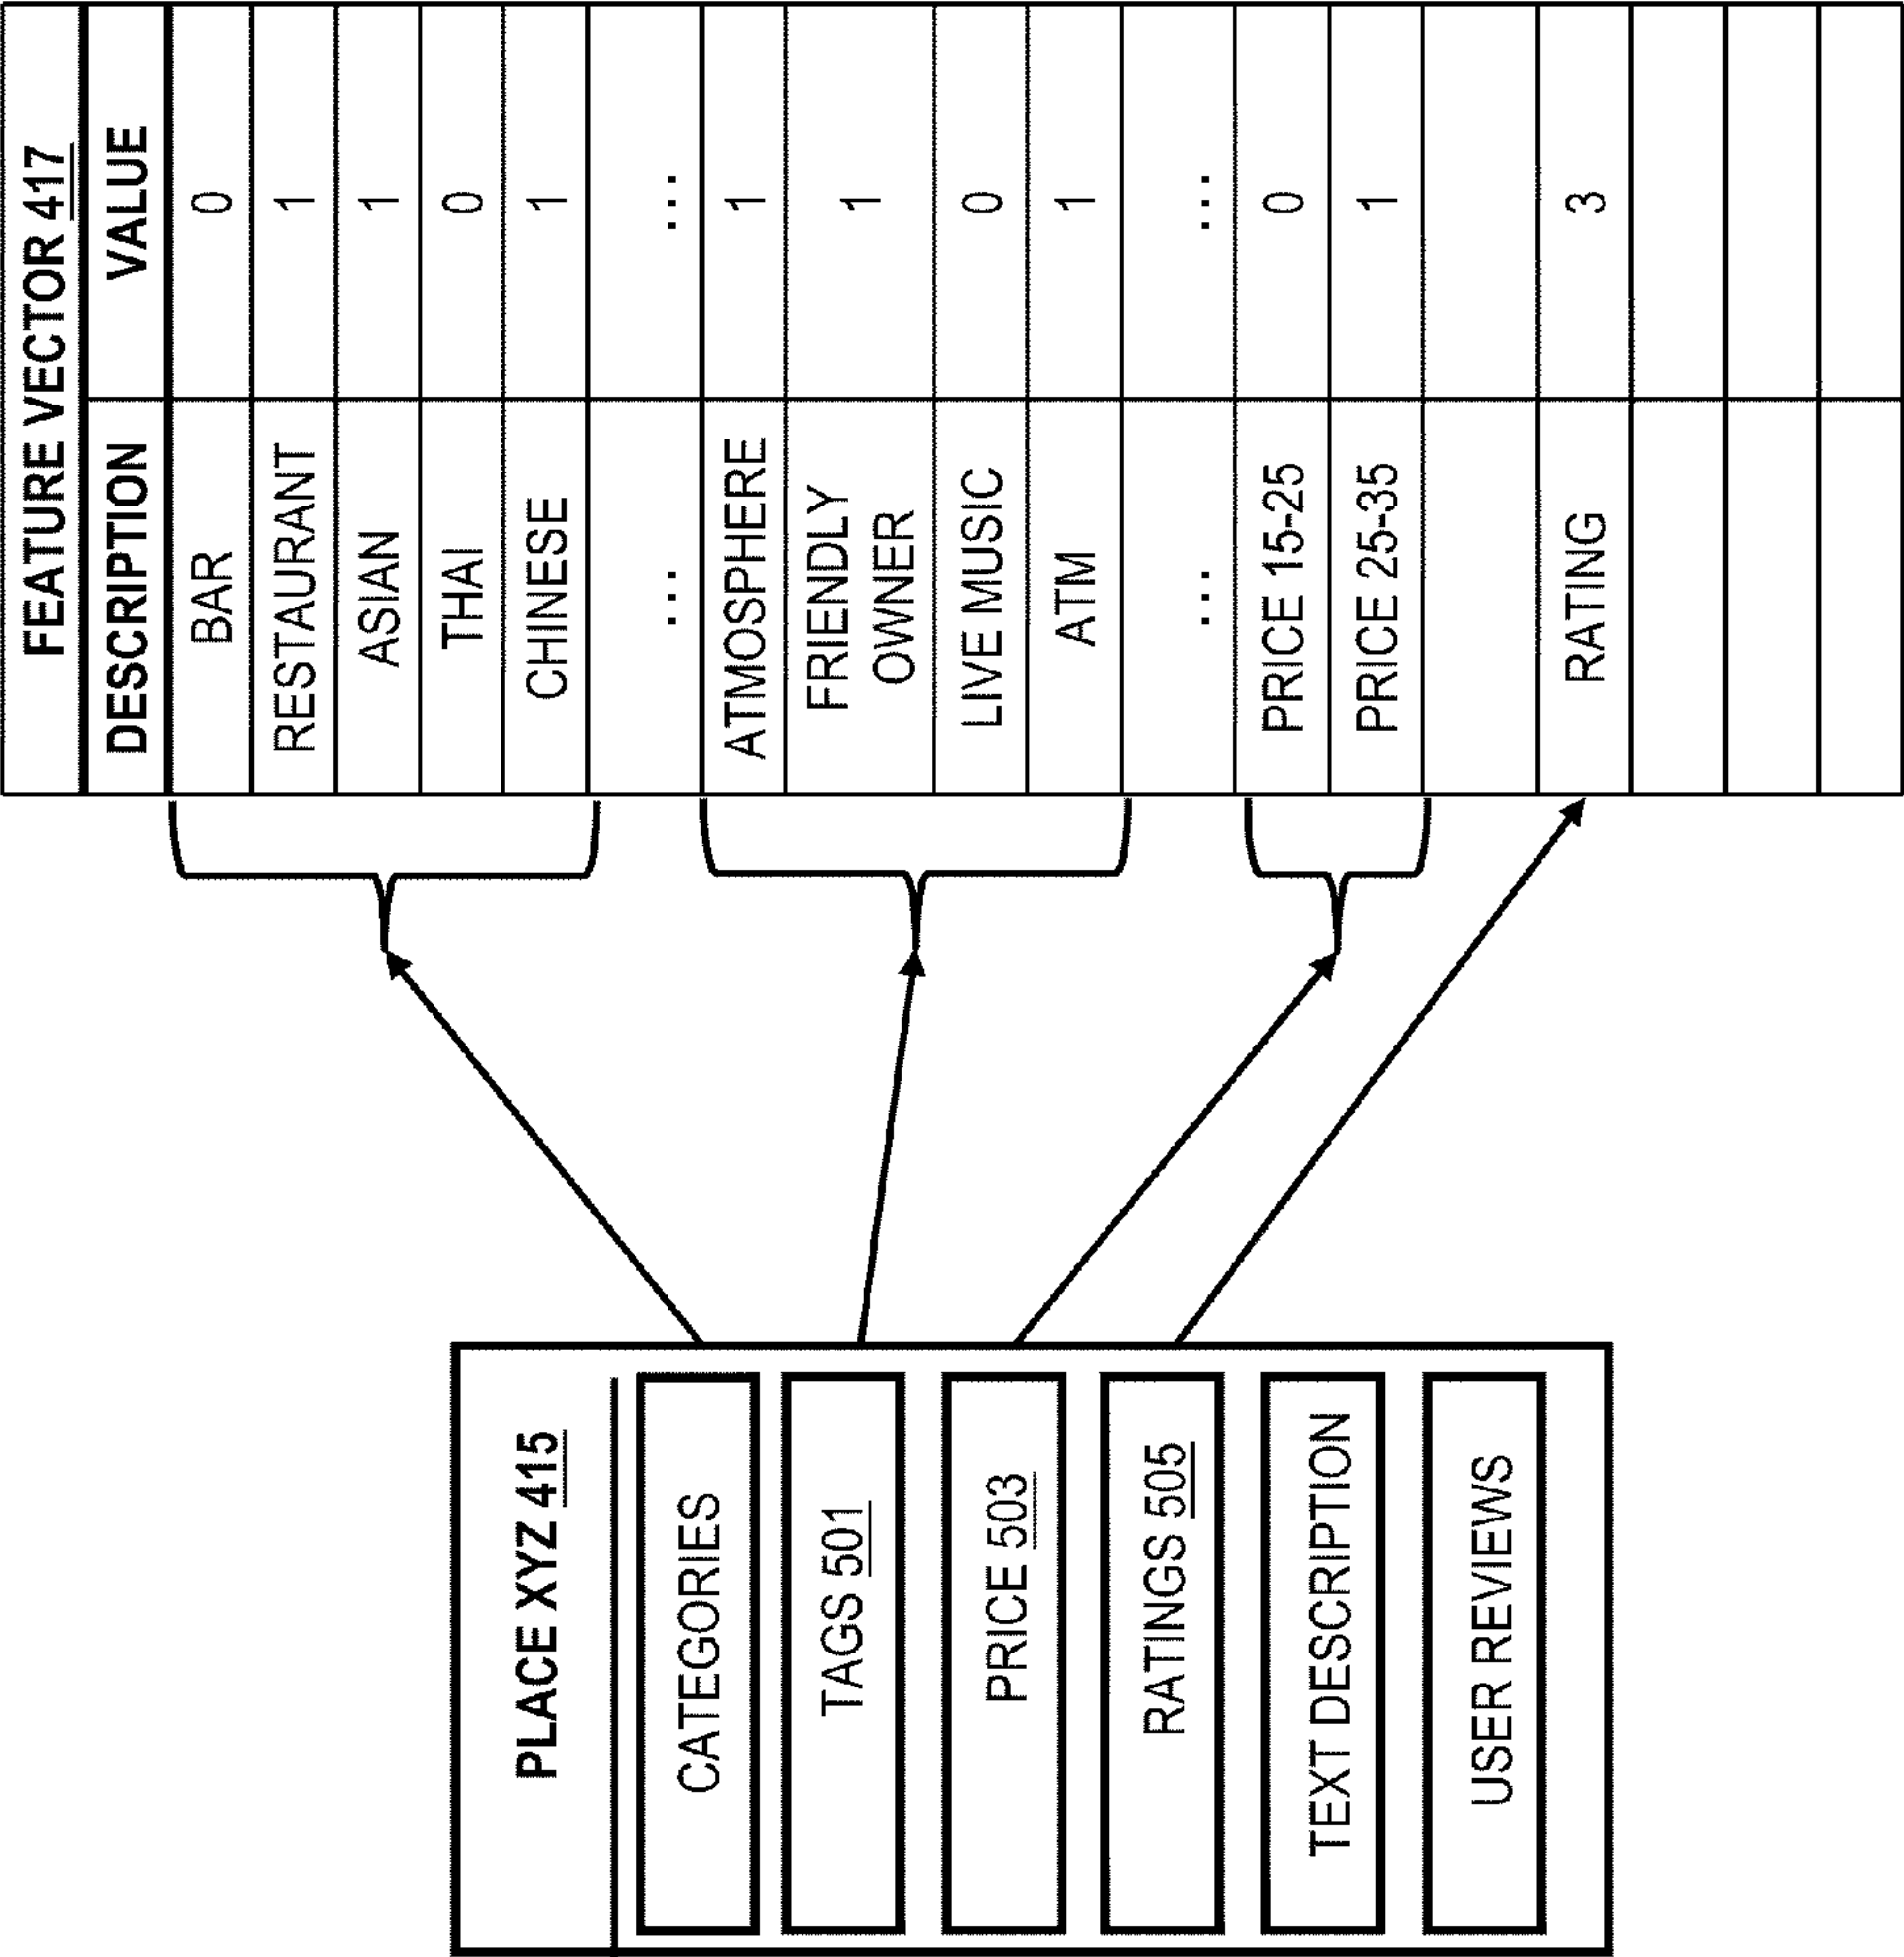 PLACE XYZ 415
CATEGORIES
TAGS 501
PRICE 503
RATINGS 505
TEXT DESCRIPTION
USER REVIEWS
FEATURE VECTOR 417
DESCRIPTION VALUE
BAR 0
RESTAURANT 1
ASIAN 1
THAI 0
CHINESE 1
... ...
ATMOSPHERE 1
FRIENDLY
OWNER 1
LIVE MUSIC 0
ATM 1
... ...
PRICE 15-25 0
PRICE 25-35 1
RATING 3